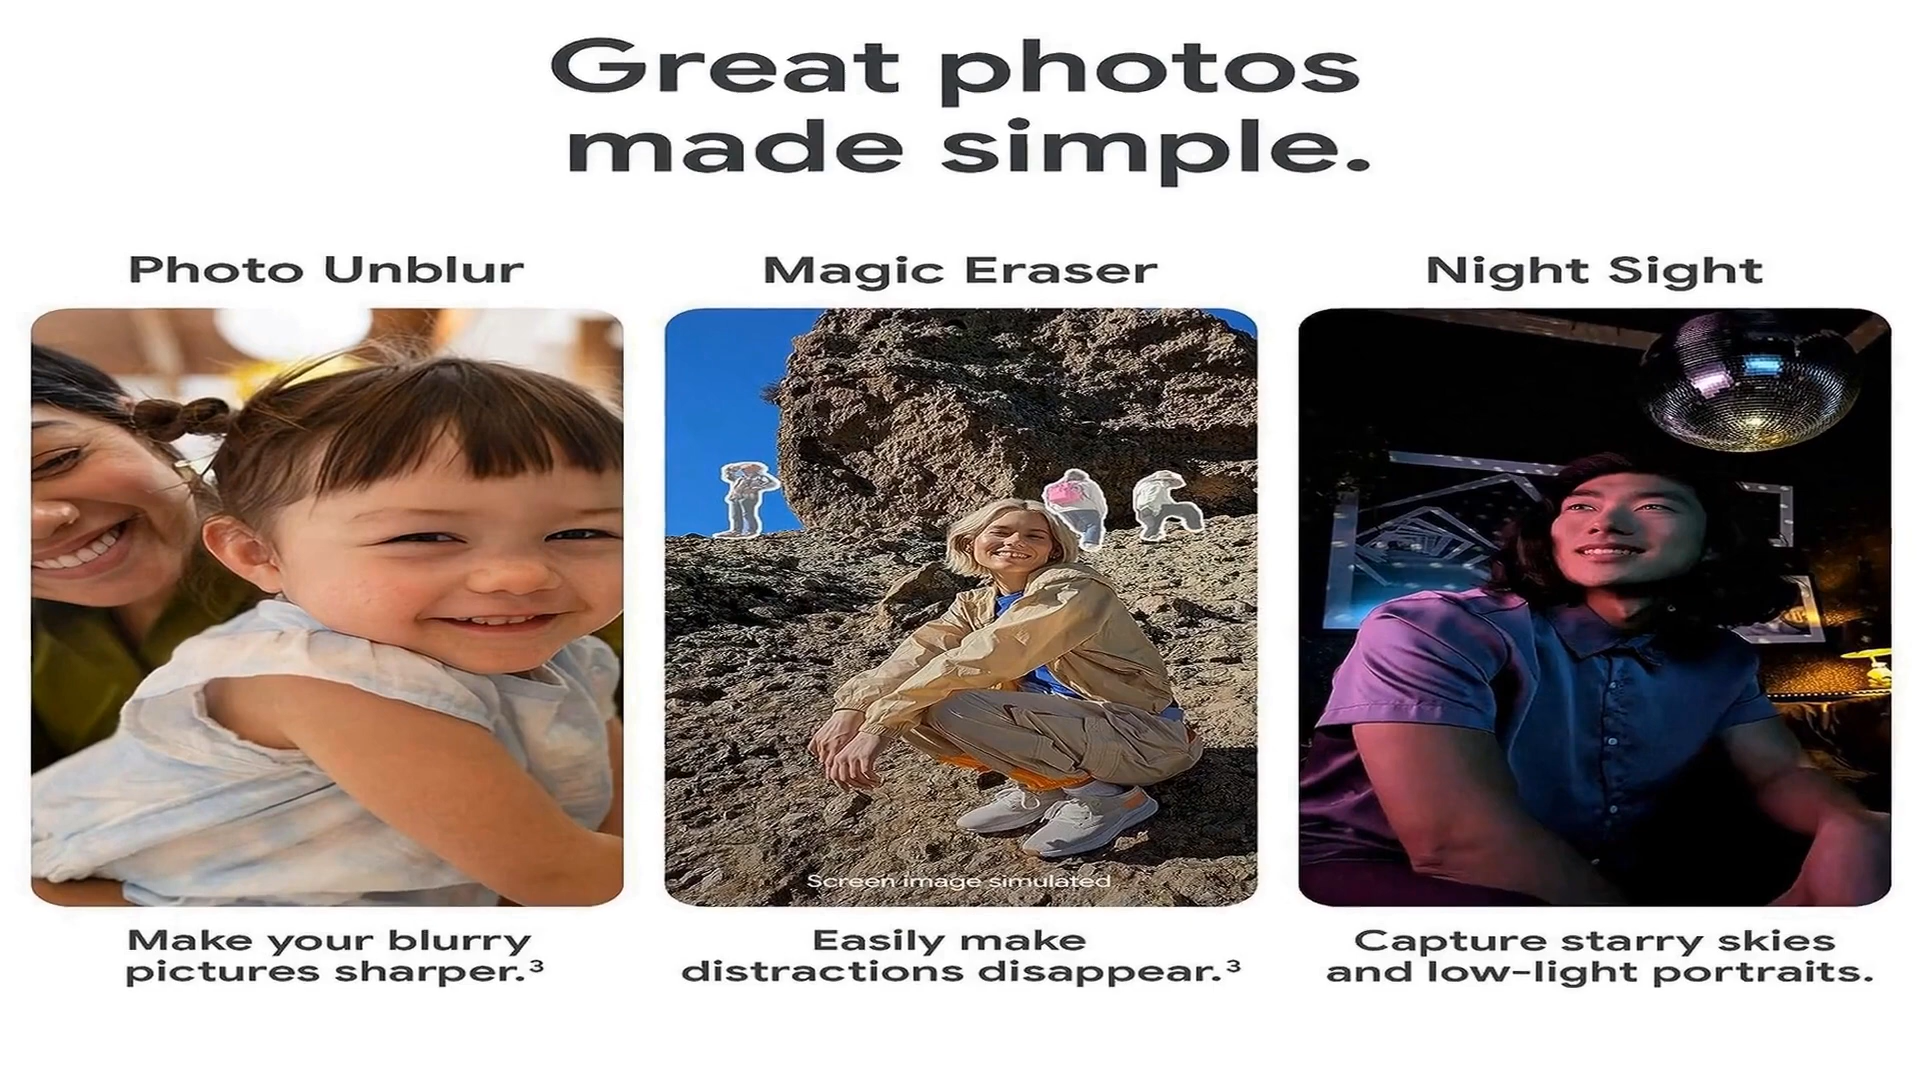 Great photos
made simple.
Photo Unblur
Magic Eraser
Night Sight
Screen image simulated
Make your blurry
pictures sharper.³
Easily make
distractions disappear.³
Capture starry skies
and low-light portraits.